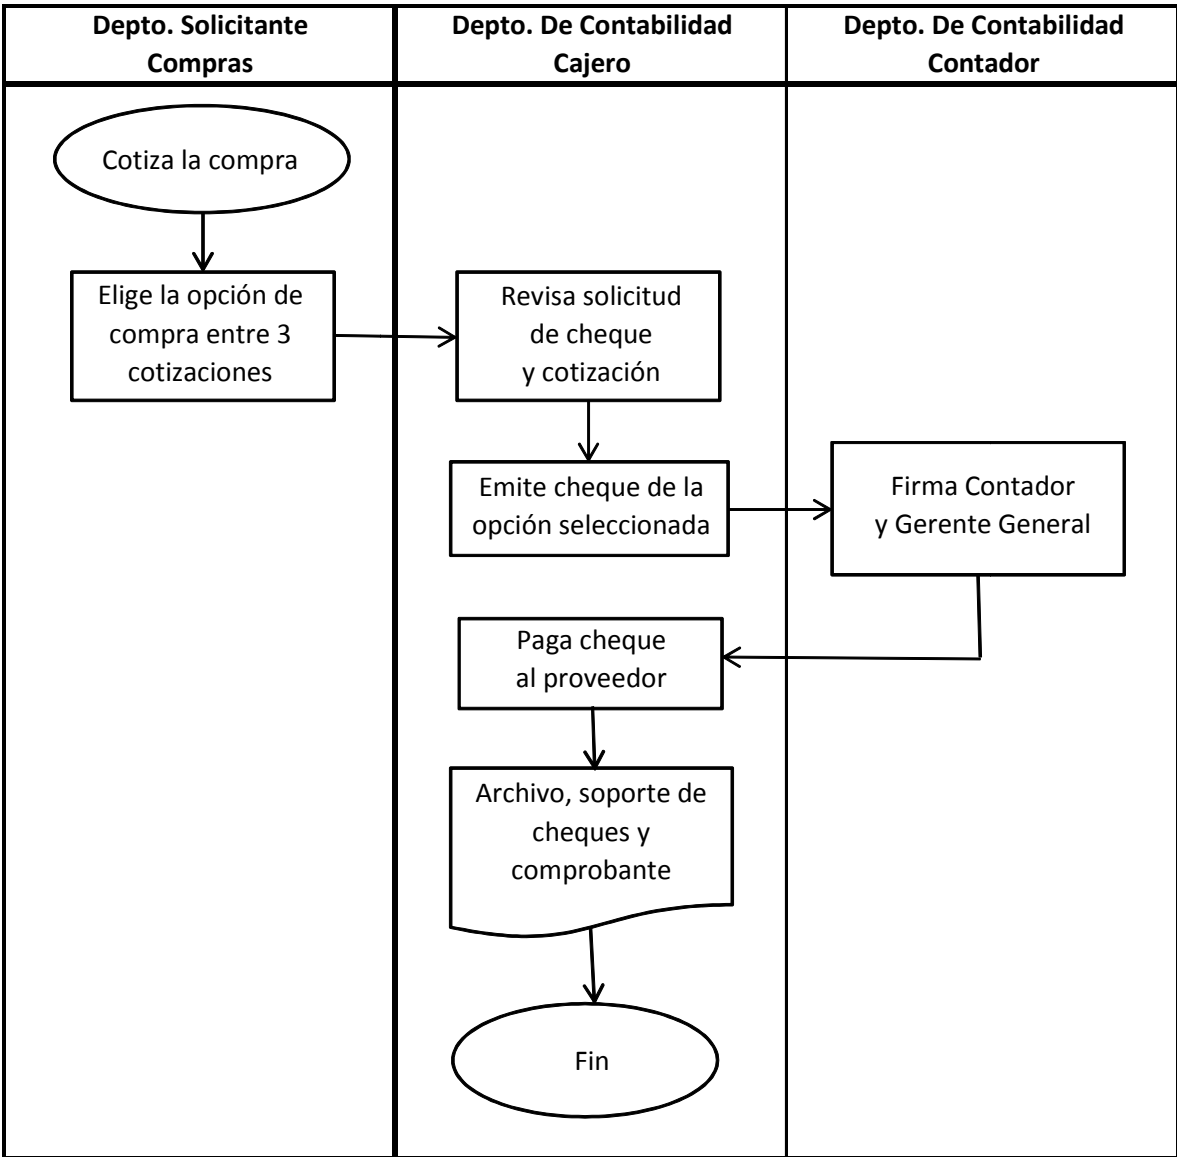 Depto. Solicitante
Compras
Depto. De Contabilidad
Cajero
Depto. De Contabilidad
Contador
Cotiza la compra
Elige la opción de
compra entre 3
cotizaciones
Revisa solicitud
de cheque
y cotización
Emite cheque de la
opción seleccionada
Firma Contador
y Gerente General
Paga cheque
al proveedor
Archivo, soporte de
cheques y
comprobante
Fin